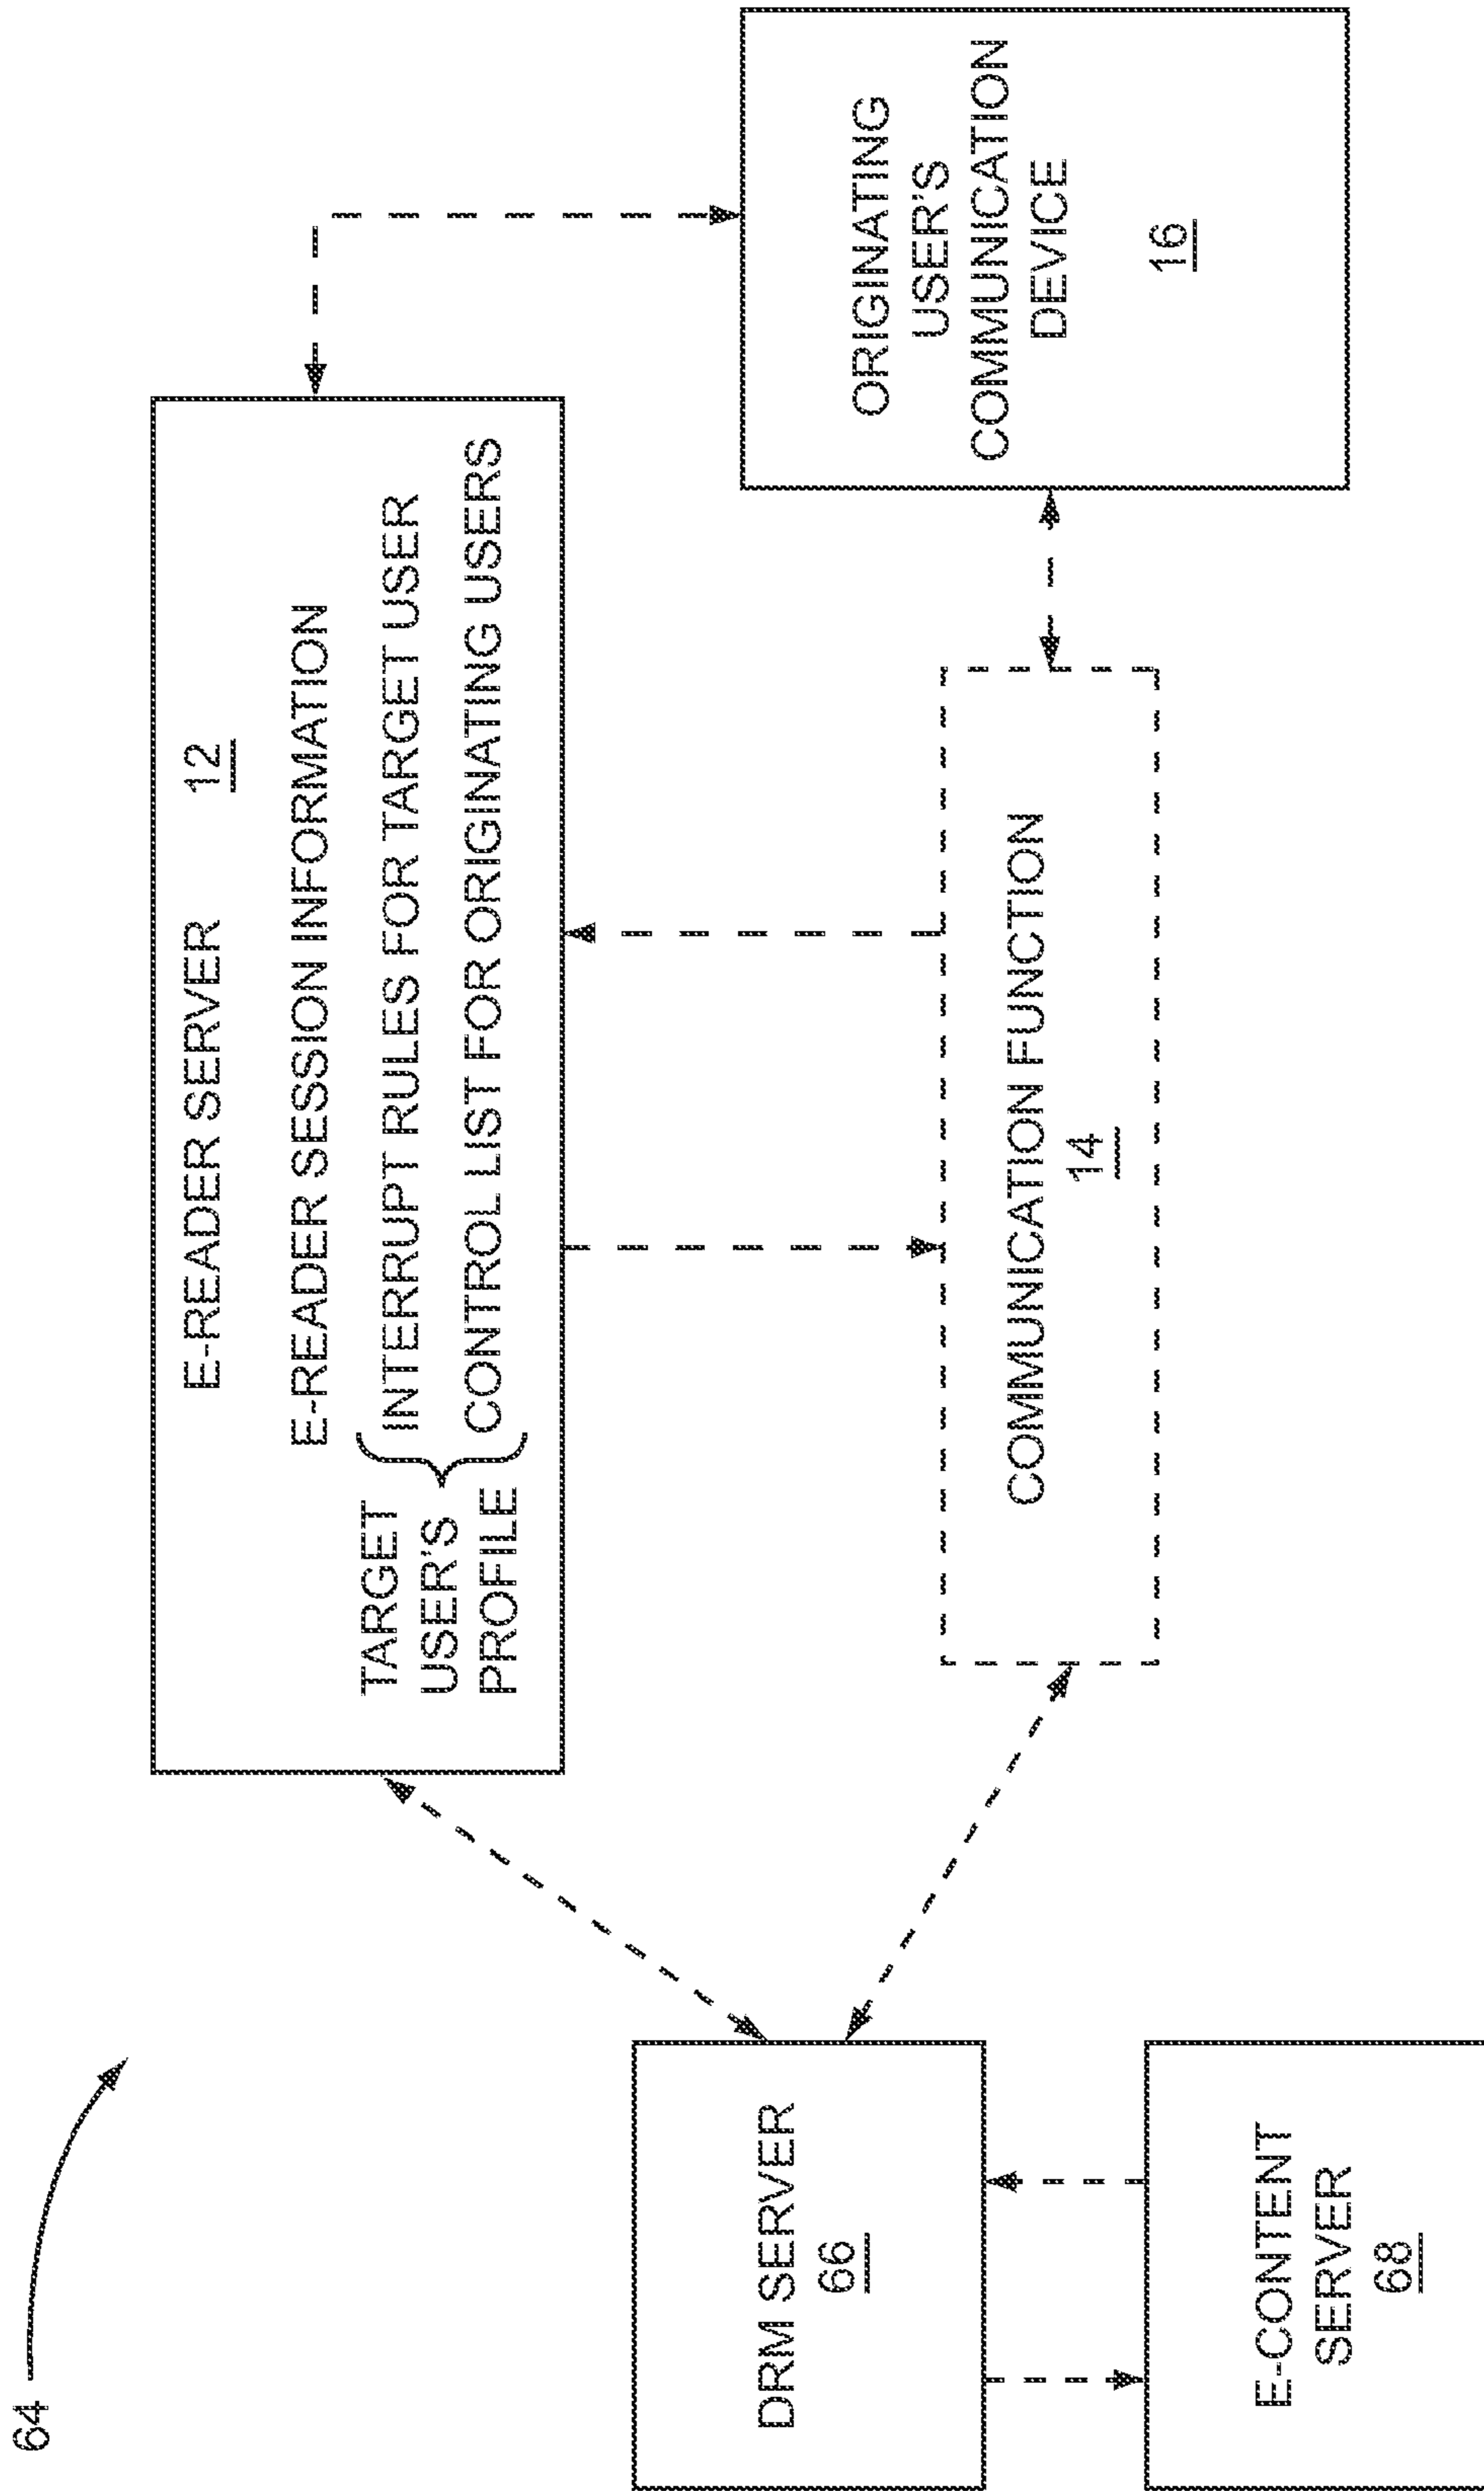 64
E-READER SERVER 12
E-READER SESSION INFORMATION
TARGET
USER'S
PROFILE
INTERRUPT RULES FOR TARGET USER
CONTROL LIST FOR ORIGINATING USERS
DRM SERVER
66
E-CONTENT
SERVER
68
COMMUNICATION FUNCTION
14
ORIGINATING
USER'S
COMMUNICATION
DEVICE
16